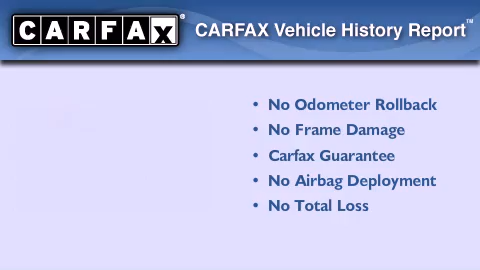 CARFAX® CARFAX Vehicle History Report™
• No Odometer Rollback
• No Frame Damage
• Carfax Guarantee
• No Airbag Deployment
• No Total Loss